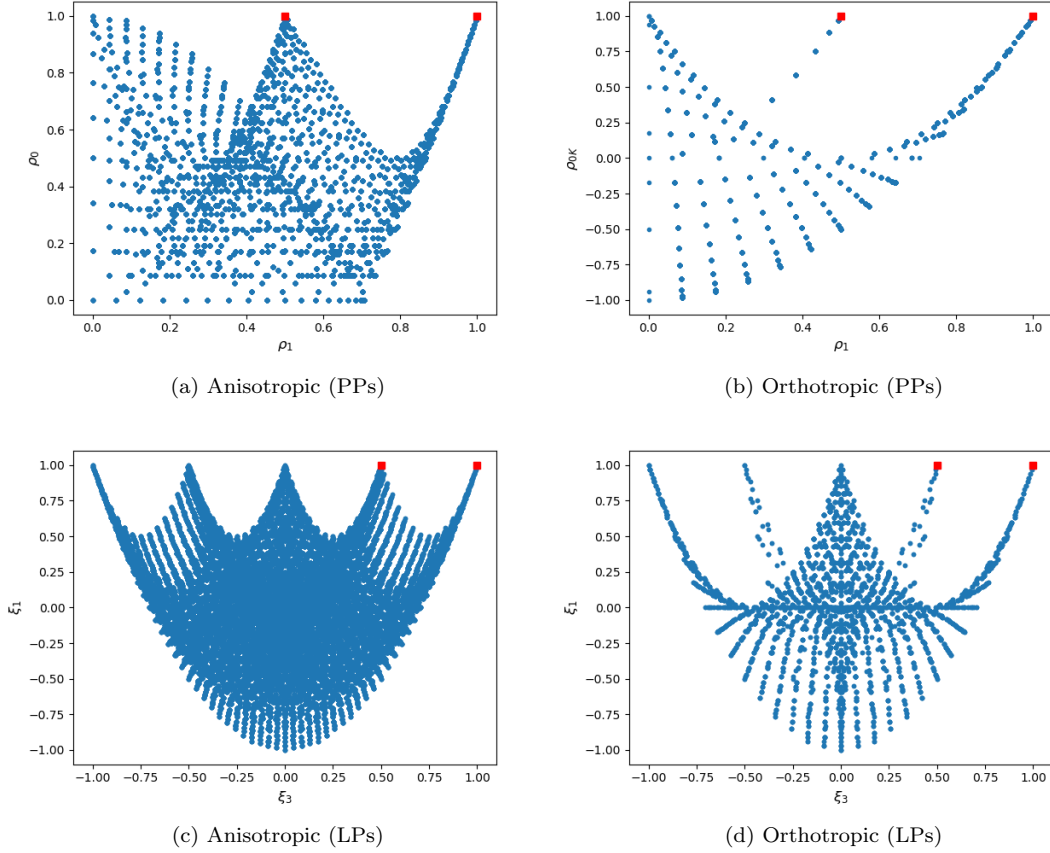 1.0
0.8
0.6
0.4
0.2
0.0
ρ0
0.0 0.2 0.4 0.6 0.8 1.0
ρ1
(a) Anisotropic (PPs)
1.00
0.75
0.50
0.25
0.00
−0.25
−0.50
−0.75
−1.00
ρ0K
0.0 0.2 0.4 0.6 0.8 1.0
ρ1
(b) Orthotropic (PPs)
1.00
0.75
0.50
0.25
0.00
−0.25
−0.50
−0.75
−1.00
ξ1
−1.00 −0.75 −0.50 −0.25 0.00 0.25 0.50 0.75 1.00
ξ3
(c) Anisotropic (LPs)
1.00
0.75
0.50
0.25
0.00
−0.25
−0.50
−0.75
−1.00
ξ1
−1.00 −0.75 −0.50 −0.25 0.00 0.25 0.50 0.75 1.00
ξ3
(d) Orthotropic (LPs)